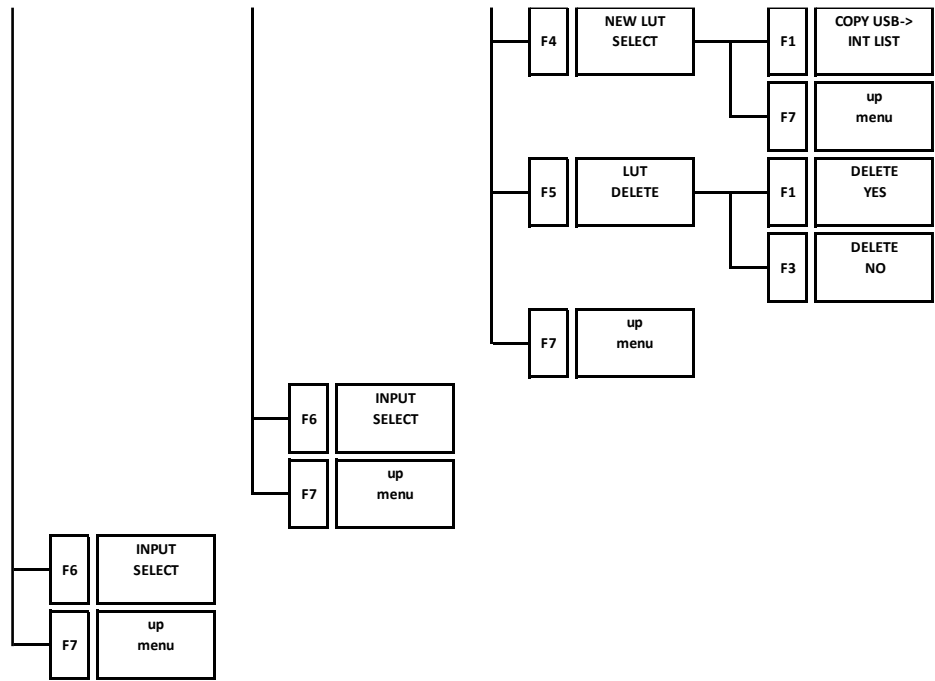 F4
NEW LUT
SELECT
F1
COPY USB->
INT LIST
F7
up
menu
F5
LUT
DELETE
F1
DELETE
YES
F3
DELETE
NO
F7
up
menu
F6
INPUT
SELECT
F7
up
menu
F6
INPUT
SELECT
F7
up
menu